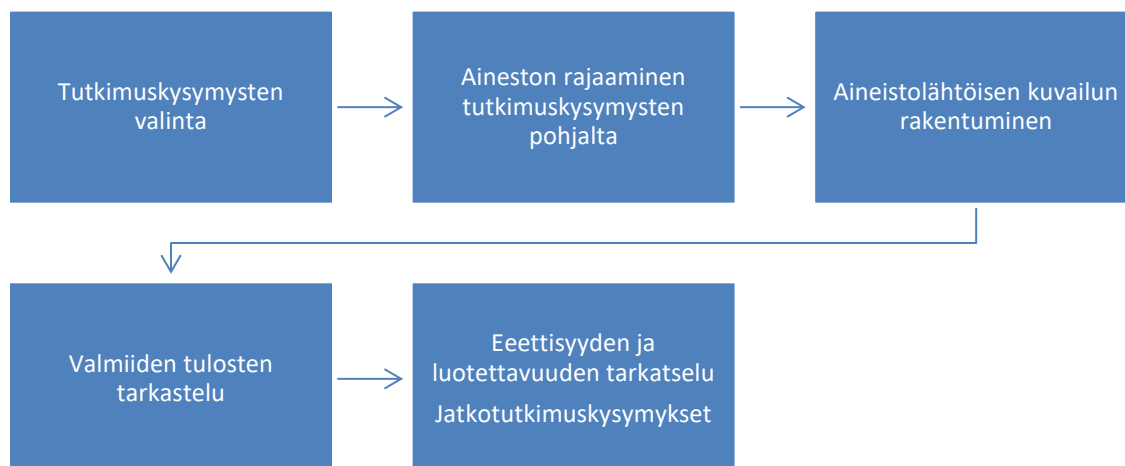 Tutkimuskysymysten
valinta
Aineston rajaaminen
tutkimuskysymysten
pohjalta
Aineistolähtöisen kuvailun
rakentuminen
Valmiiden tulosten
tarkastelu
Eeettisyyden ja
luotettavuuden tarkatselu
Jatkotutkimuskysymykset